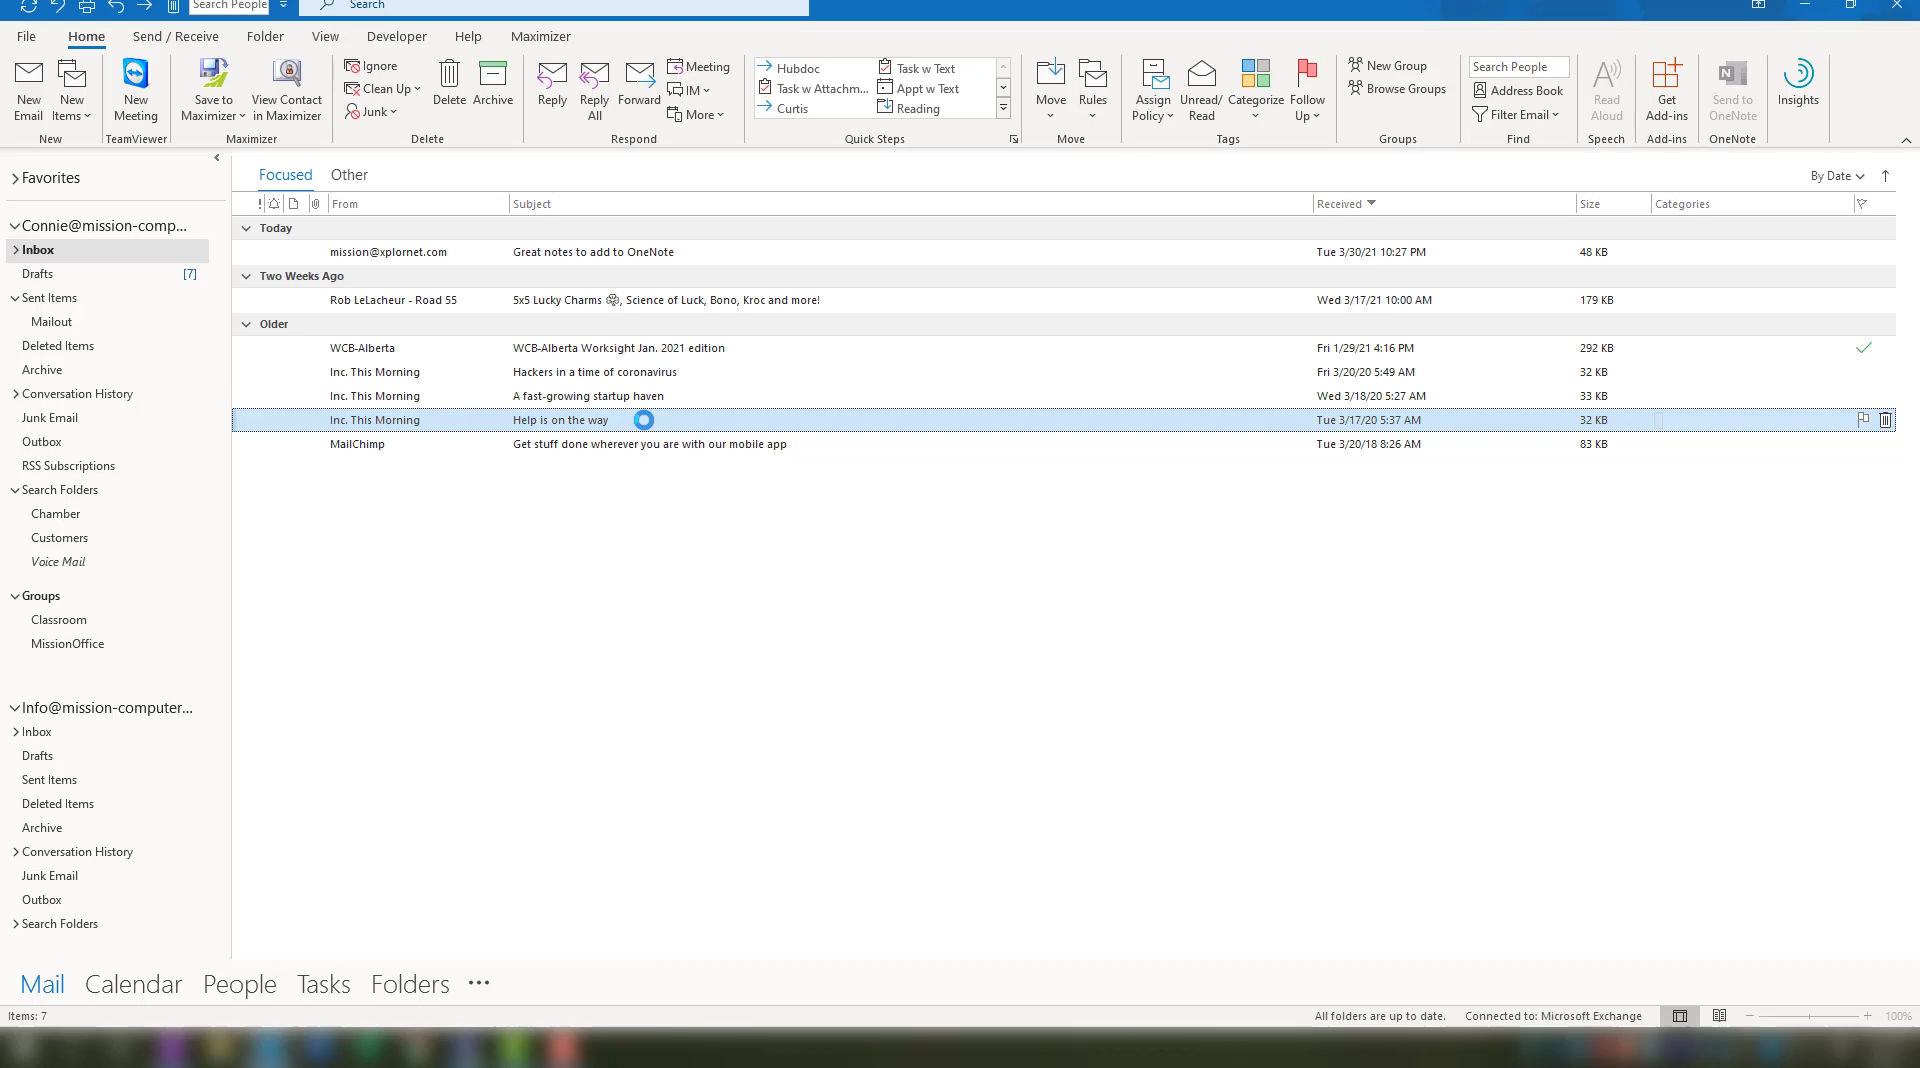 Search People
Search
File Home Send / Receive Folder View Developer Help Maximizer
New Email
New Items
New
New Meeting
TeamViewer
Save to Maximizer
View Contact in Maximizer
Maximizer
Ignore
Clean Up
Junk
Delete
Archive
Delete
Reply
Reply All
Forward
Meeting
IM
More
Respond
Hubdoc
Task w Attachm...
Curtis
Task w Text
Appt w Text
Reading
Quick Steps
Move
Rules
Move
Assign Policy
Unread/ Read
Categorize
Follow Up
Tags
New Group
Browse Groups
Groups
Search People
Address Book
Filter Email
Find
Read Aloud
Speech
Get Add-ins
Add-ins
Send to OneNote
OneNote
Insights
Favorites
Connie@mission-comp...
Inbox
Drafts [7]
Sent Items
Mailout
Deleted Items
Archive
Conversation History
Junk Email
Outbox
RSS Subscriptions
Search Folders
Chamber
Customers
Voice Mail
Groups
Classroom
MissionOffice
Info@mission-computer...
Inbox
Drafts
Sent Items
Deleted Items
Archive
Conversation History
Junk Email
Outbox
Search Folders
Focused Other By Date
! From Subject Received Size Categories
Today
mission@xplornet.com Great notes to add to OneNote Tue 3/30/21 10:27 PM 48 KB
Two Weeks Ago
Rob LeLacheur - Road 55 5x5 Lucky Charms , Science of Luck, Bono, Kroc and more! Wed 3/17/21 10:00 AM 179 KB
Older
WCB-Alberta WCB-Alberta Worksight Jan. 2021 edition Fri 1/29/21 4:16 PM 292 KB
Inc. This Morning Hackers in a time of coronavirus Fri 3/20/20 5:49 AM 32 KB
Inc. This Morning A fast-growing startup haven Wed 3/18/20 5:27 AM 33 KB
Inc. This Morning Help is on the way Tue 3/17/20 5:37 AM 32 KB
MailChimp Get stuff done wherever you are with our mobile app Tue 3/20/18 8:26 AM 83 KB
Mail Calendar People Tasks Folders ...
Items: 7 All folders are up to date. Connected to: Microsoft Exchange 100%